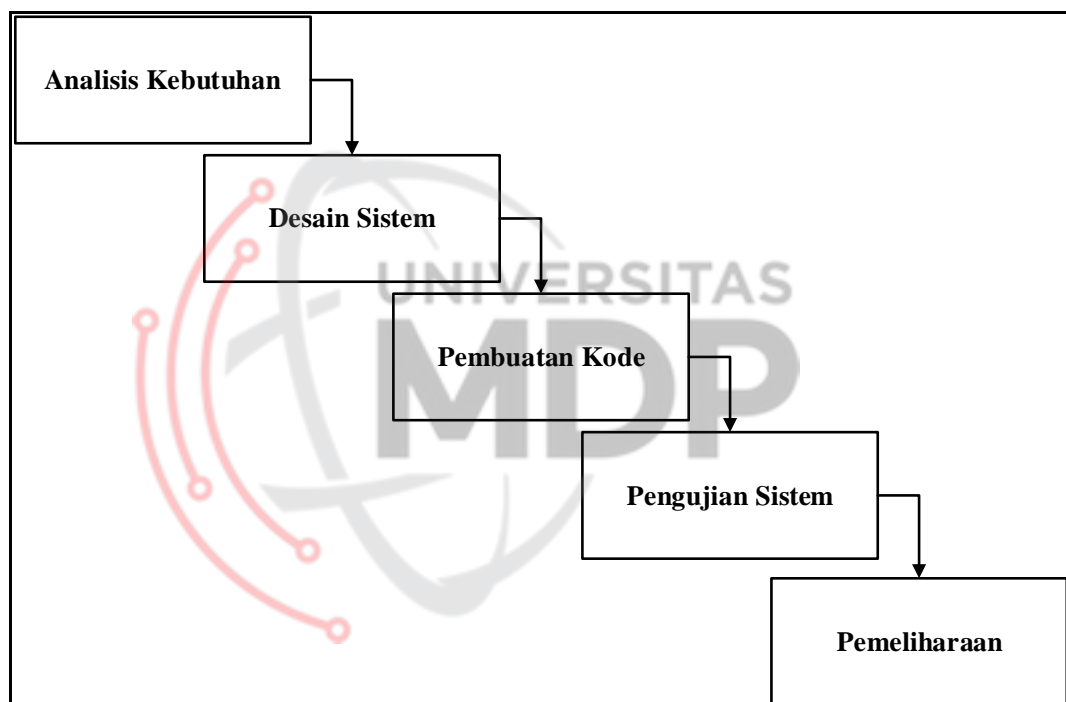 Analisis Kebutuhan
Desain Sistem
UNIVERSITAS
MDP
Pembuatan Kode
Pengujian Sistem
Pemeliharaan